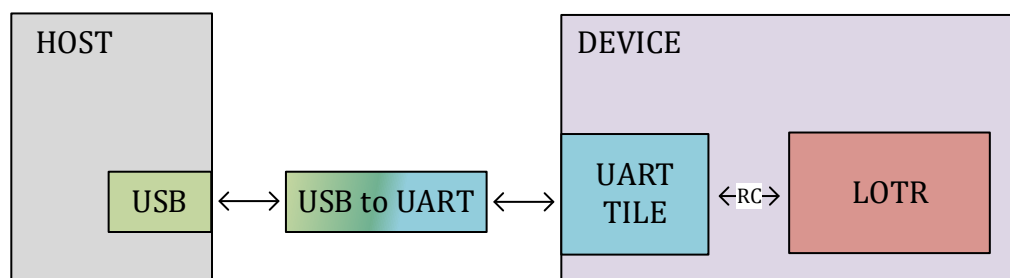 HOST
DEVICE
USB
USB to UART
UART
TILE
RC
LOTR